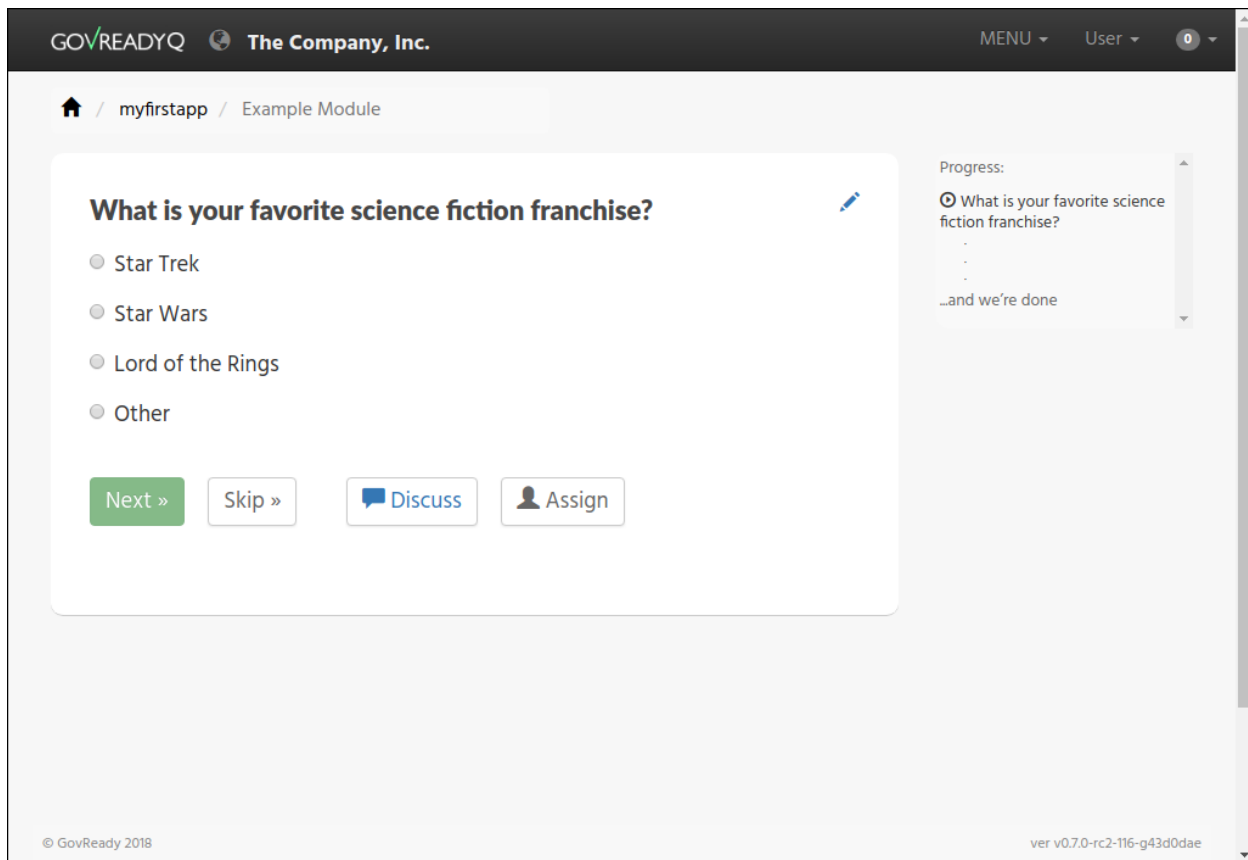 GOVREADYQ The Company, Inc. MENU User 0
/ myfirstapp / Example Module
What is your favorite science fiction franchise?
Star Trek
Star Wars
Lord of the Rings
Other
Next » Skip » Discuss Assign
Progress:
What is your favorite science
fiction franchise?
.
.
.
...and we're done
© GovReady 2018 ver v0.7.0-rc2-116-g43d0dae